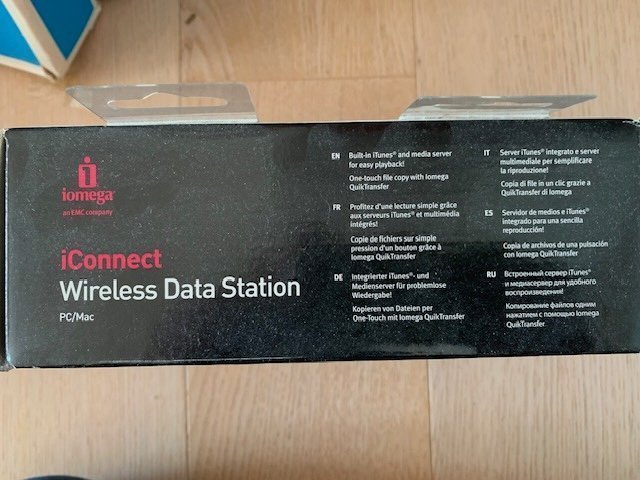 iomega®
an EMC company
iConnect
Wireless Data Station
PC/Mac
EN Built-in iTunes® and media server
for easy playback!
One-touch file copy with Iomega
QuikTransfer
FR Profitez d'une lecture simple grâce
aux serveurs iTunes® et multimédia
intégrés!
Copie de fichiers sur simple
pression d'un bouton grâce à
Iomega QuikTransfer
DE Integrierter iTunes®- und
Medienserver für problemlose
Wiedergabe!
Kopieren von Dateien per
One-Touch mit Iomega QuikTransfer
IT Server iTunes® integrato e server
multimediale per semplificare
la riproduzione!
Copia di file in un clic grazie a
QuikTransfer di Iomega
ES Servidor de medios e iTunes®
integrado para una sencilla
reproducción!
Copia de archivos de una pulsación
con Iomega QuikTransfer
RU Встроенный сервер iTunes®
и медиасервер для удобного
воспроизведения!
Копирование файлов одним
нажатием с помощью Iomega
QuikTransfer